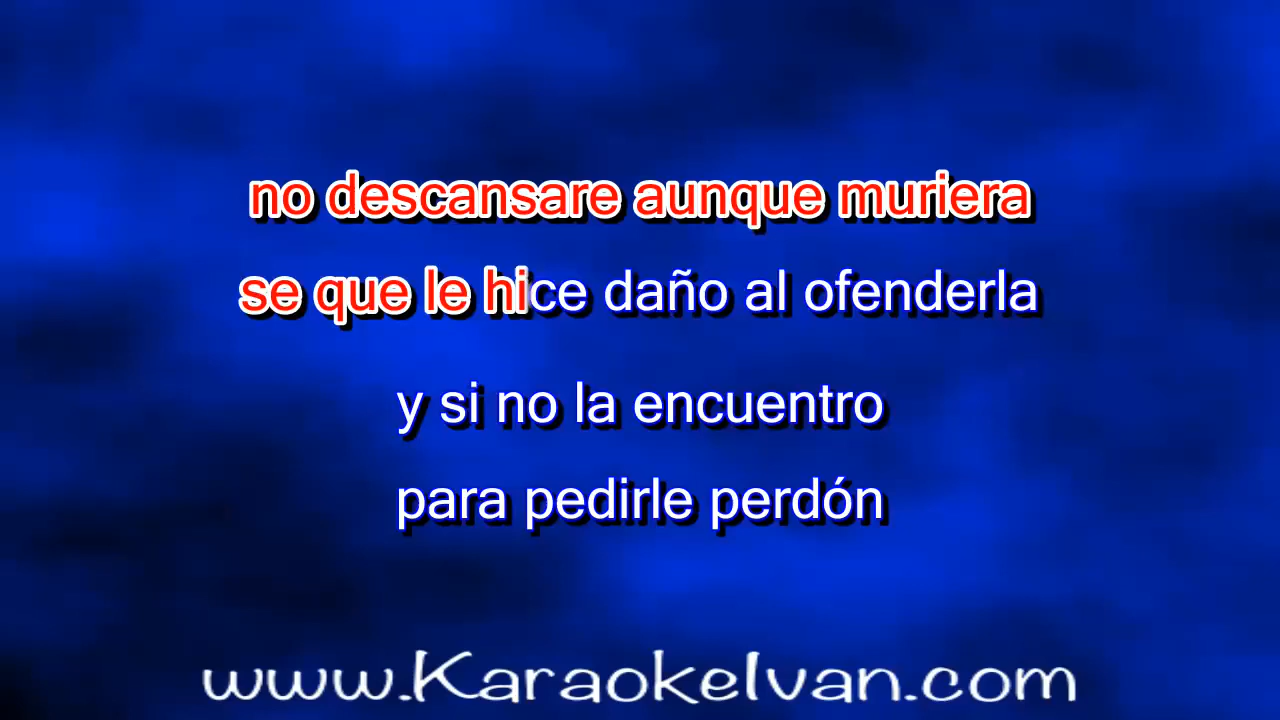 no descansare aunque muriera
se que le hice daño al ofenderla
y si no la encuentro
para pedirle perdón
www.KaraokeIvan.com